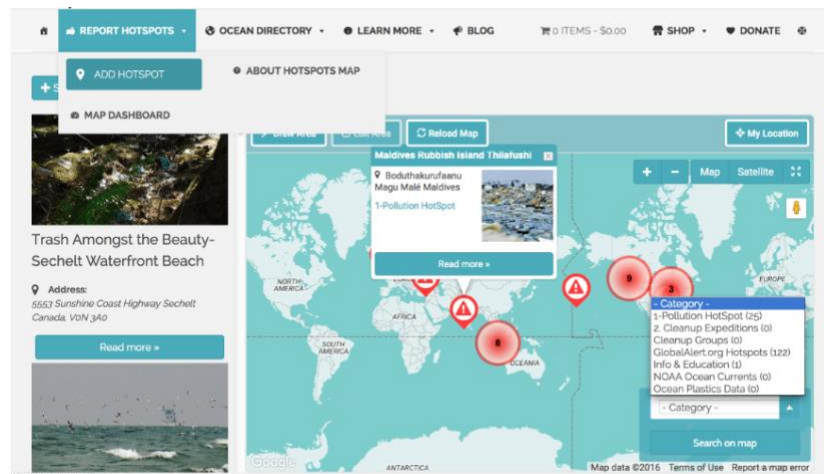 REPORT HOTSPOTS
OCEAN DIRECTORY
LEARN MORE
BLOG
0 ITEMS - $0.00
SHOP
DONATE
ADD HOTSPOT
ABOUT HOTSPOTS MAP
MAP DASHBOARD
Reload Map
My Location
Maldives Rubbish Island Thilafushi
Boduthakurufaanu
Magu Malé Maldives
1-Pollution HotSpot
Read more »
+ - Map Satellite
Trash Amongst the Beauty-
Sechelt Waterfront Beach
Address:
5553 Sunshine Coast Highway Sechelt
Canada, V0N 3A0
Read more »
NORTH
AMERICA
AFRICA
SOUTH
AMERICA
OCEANIA
EUROPE
ANTARCTICA
9
3
8
- Category -
1-Pollution HotSpot (25)
2. Cleanup Expeditions (0)
Cleanup Groups (0)
GlobalAlert.org Hotspots (122)
Info & Education (1)
NOAA Ocean Currents (0)
Ocean Plastics Data (0)
- Category -
Search on map
Google
Map data ©2016 Terms of Use Report a map error